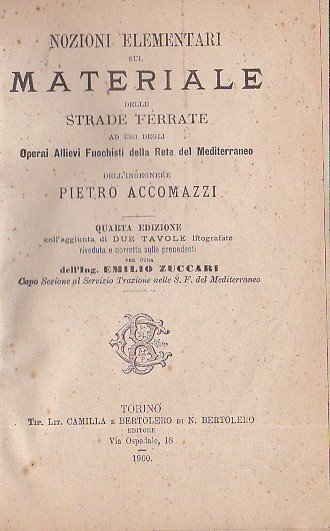 NOZIONI ELEMENTARI
SUL
MATERIALE
DELLE
STRADE FERRATE
AD USO DEGLI
Operai Allievi Fuochisti della Rete del Mediterraneo
DELL'INGEGNERE
PIETRO ACCOMAZZI
QUARTA EDIZIONE
coll'aggiunta di DUE TAVOLE litografate
riveduta e corretta sulle precedenti
PER CURA
dell'Ing. EMILIO ZUCCARI
Capo Sezione al Servizio Trazione nelle S. F. del Mediterraneo
TORINO
TIP. LIT. CAMILLA E BERTOLERO DI N. BERTOLERO
EDITORE
Via Ospedale, 18
1900.